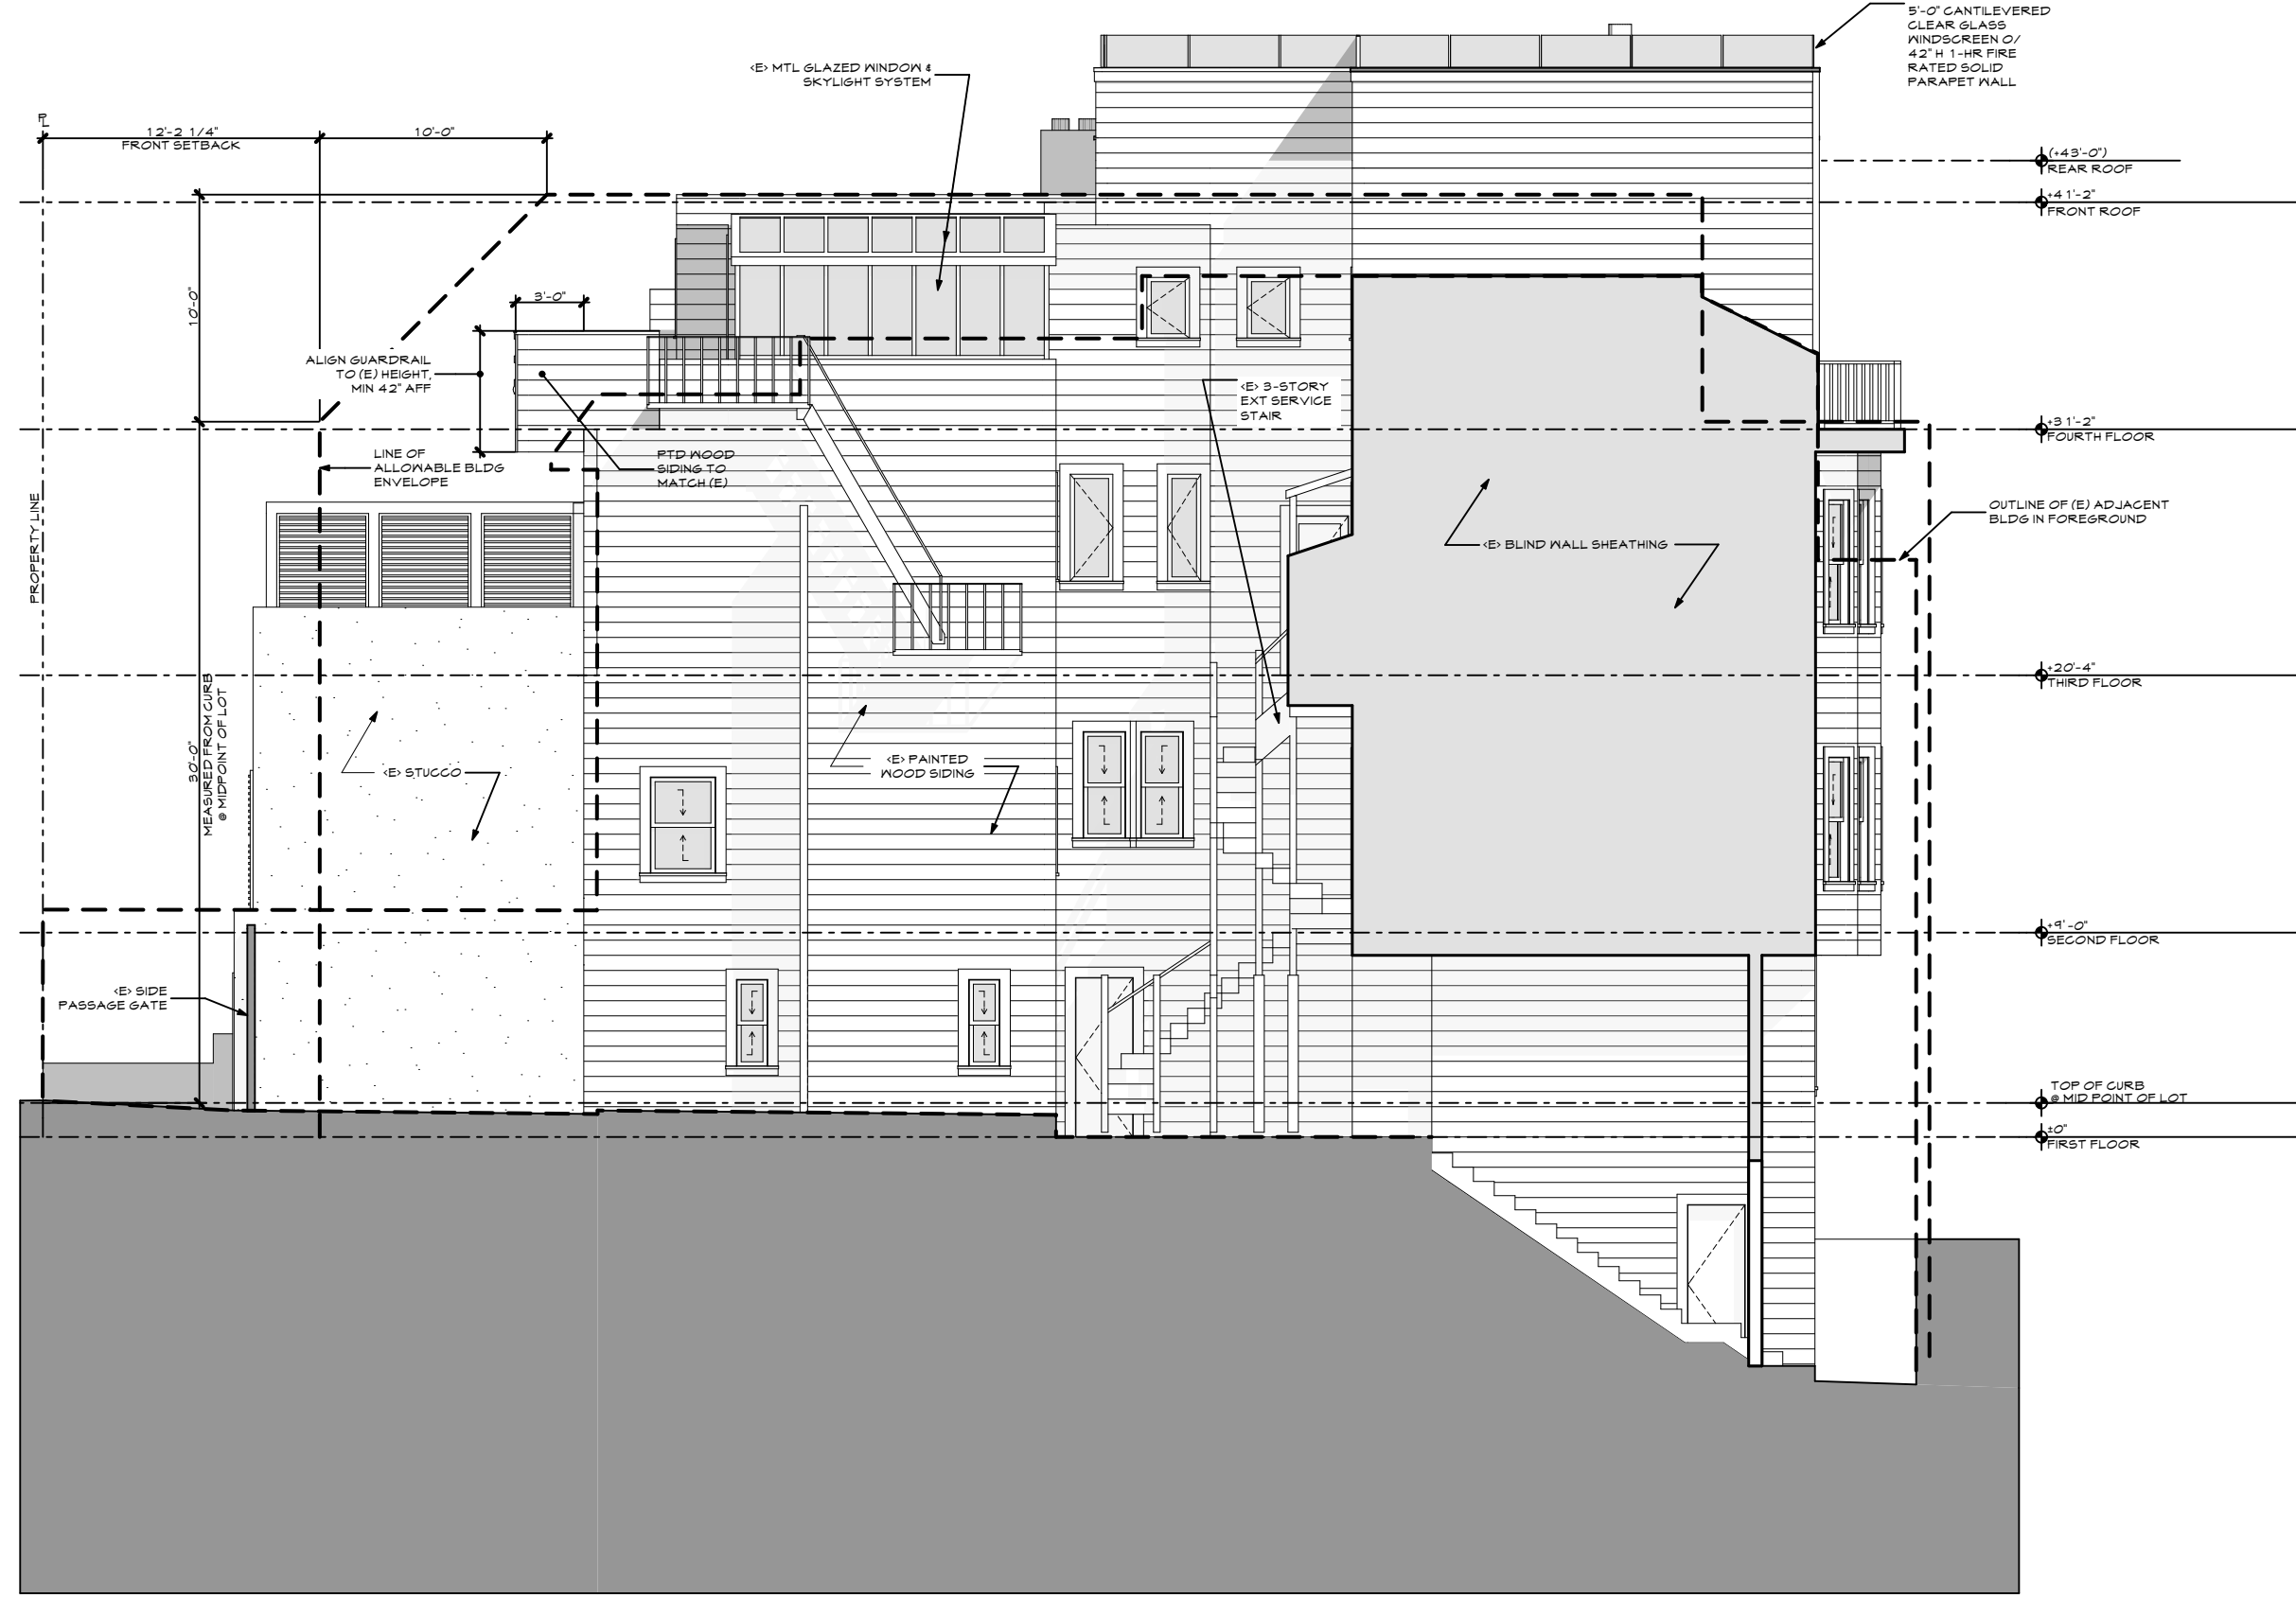 5'-0" CANTILEVERED
CLEAR GLASS
WINDSCREEN O/
42" H 1-HR FIRE
RATED SOLID
PARAPET WALL
<E> MTL GLAZED WINDOW &
SKYLIGHT SYSTEM
PL
12'-2 1/4"
FRONT SETBACK
10'-0"
(+43'-0")
REAR ROOF
+41'-2"
FRONT ROOF
10'-0"
3'-0"
ALIGN GUARDRAIL
TO (E) HEIGHT,
MIN 42" AFF
<E> 3-STORY
EXT SERVICE
STAIR
+31'-2"
FOURTH FLOOR
LINE OF
ALLOWABLE BLDG
ENVELOPE
PTD WOOD
SIDING TO
MATCH (E)
PROPERTY LINE
OUTLINE OF (E) ADJACENT
BLDG IN FOREGROUND
<E> BLIND WALL SHEATHING
+20'-4"
THIRD FLOOR
30'-0"
MEASURED FROM CURB
@ MIDPOINT OF LOT
<E> STUCCO
<E> PAINTED
WOOD SIDING
+9'-0"
SECOND FLOOR
<E> SIDE
PASSAGE GATE
TOP OF CURB
@ MID POINT OF LOT
±0"
FIRST FLOOR